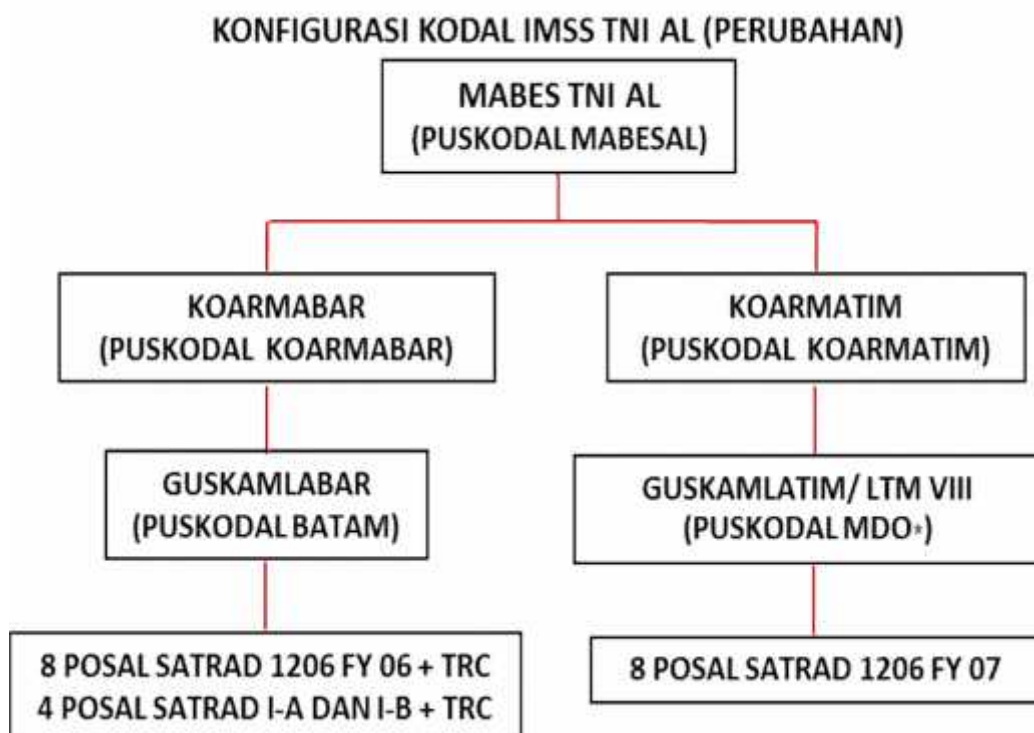 KONFIGURASI KODAL IMSS TNI AL (PERUBAHAN)
MABES TNI AL
(PUSKODAL MABESAL)
KOARMABAR
(PUSKODAL KOARMABAR)
KOARMATIM
(PUSKODAL KOARMATIM)
GUSKAMLABAR
(PUSKODAL BATAM)
GUSKAMLATIM/ LTM VIII
(PUSKODAL MDO*)
8 POSAL SATRAD 1206 FY 06 + TRC
4 POSAL SATRAD I-A DAN I-B + TRC
8 POSAL SATRAD 1206 FY 07